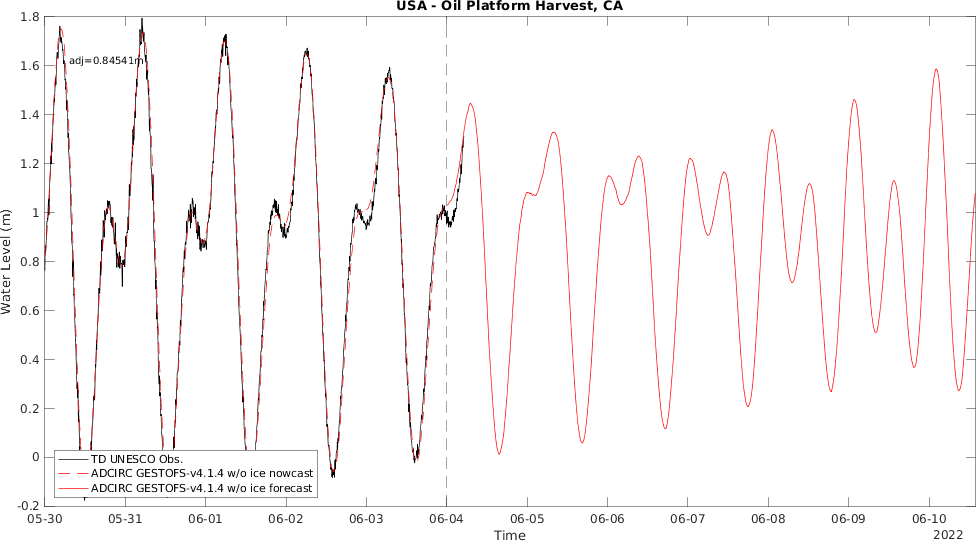 USA - Oil Platform Harvest, CA
Water Level (m)
1.8
1.6
1.4
1.2
1
0.8
0.6
0.4
0.2
0
-0.2
adj=0.84541m
TD UNESCO Obs.
ADCIRC GESTOFS-v4.1.4 w/o ice nowcast
ADCIRC GESTOFS-v4.1.4 w/o ice forecast
05-30 05-31 06-01 06-02 06-03 06-04 06-05 06-06 06-07 06-08 06-09 06-10
Time
2022